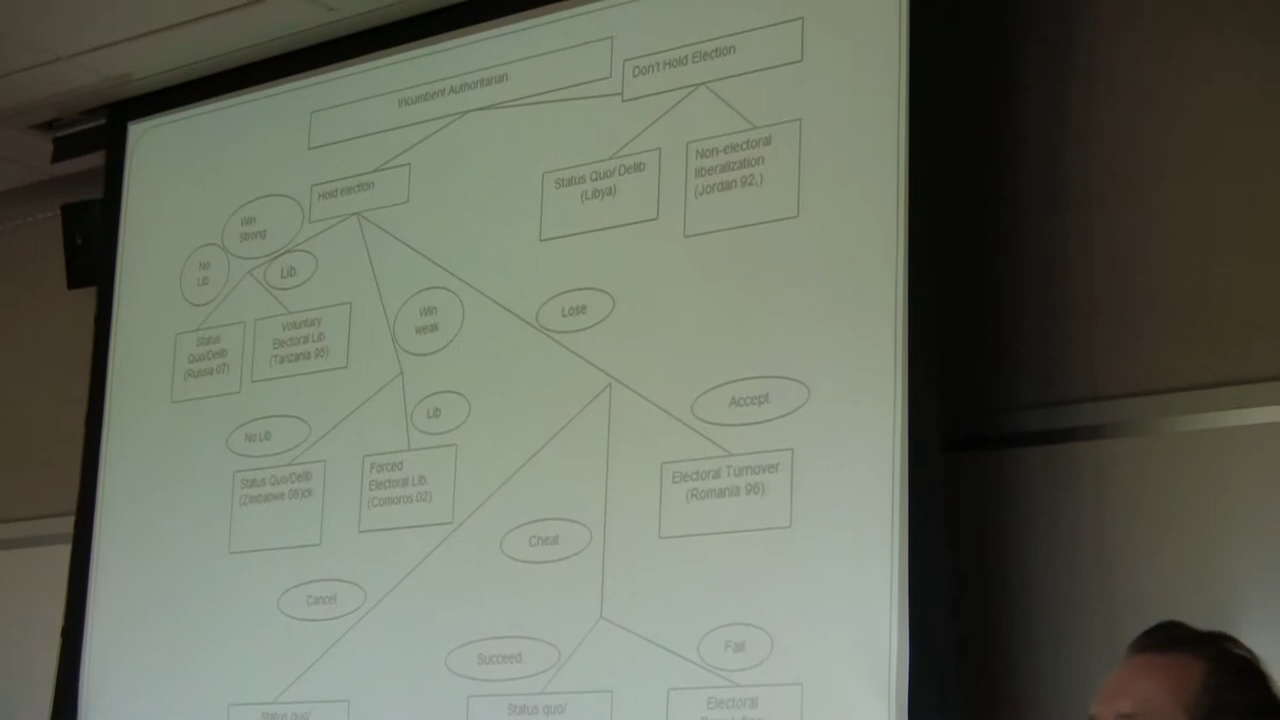 Incumbent Authoritarian
Don't Hold Election
Hold election
Status Quo/ Delib
(Libya)
Non-electoral
liberalization
(Jordan 92,)
Win
Strong
No
Lib
Lib.
Status
Quo/Delib
(Russia 07)
Voluntary
Electoral Lib.
(Tanzania 95)
Win
weak
Lose
No Lib
Lib
Accept
Status Quo/Delib
(Zimbabwe 08)ok
Forced
Electoral Lib.
(Comoros 02)
Electoral Turnover
(Romania 96)
Cheat
Cancel
Succeed
Fail
Status quo/
Status quo/
Electoral